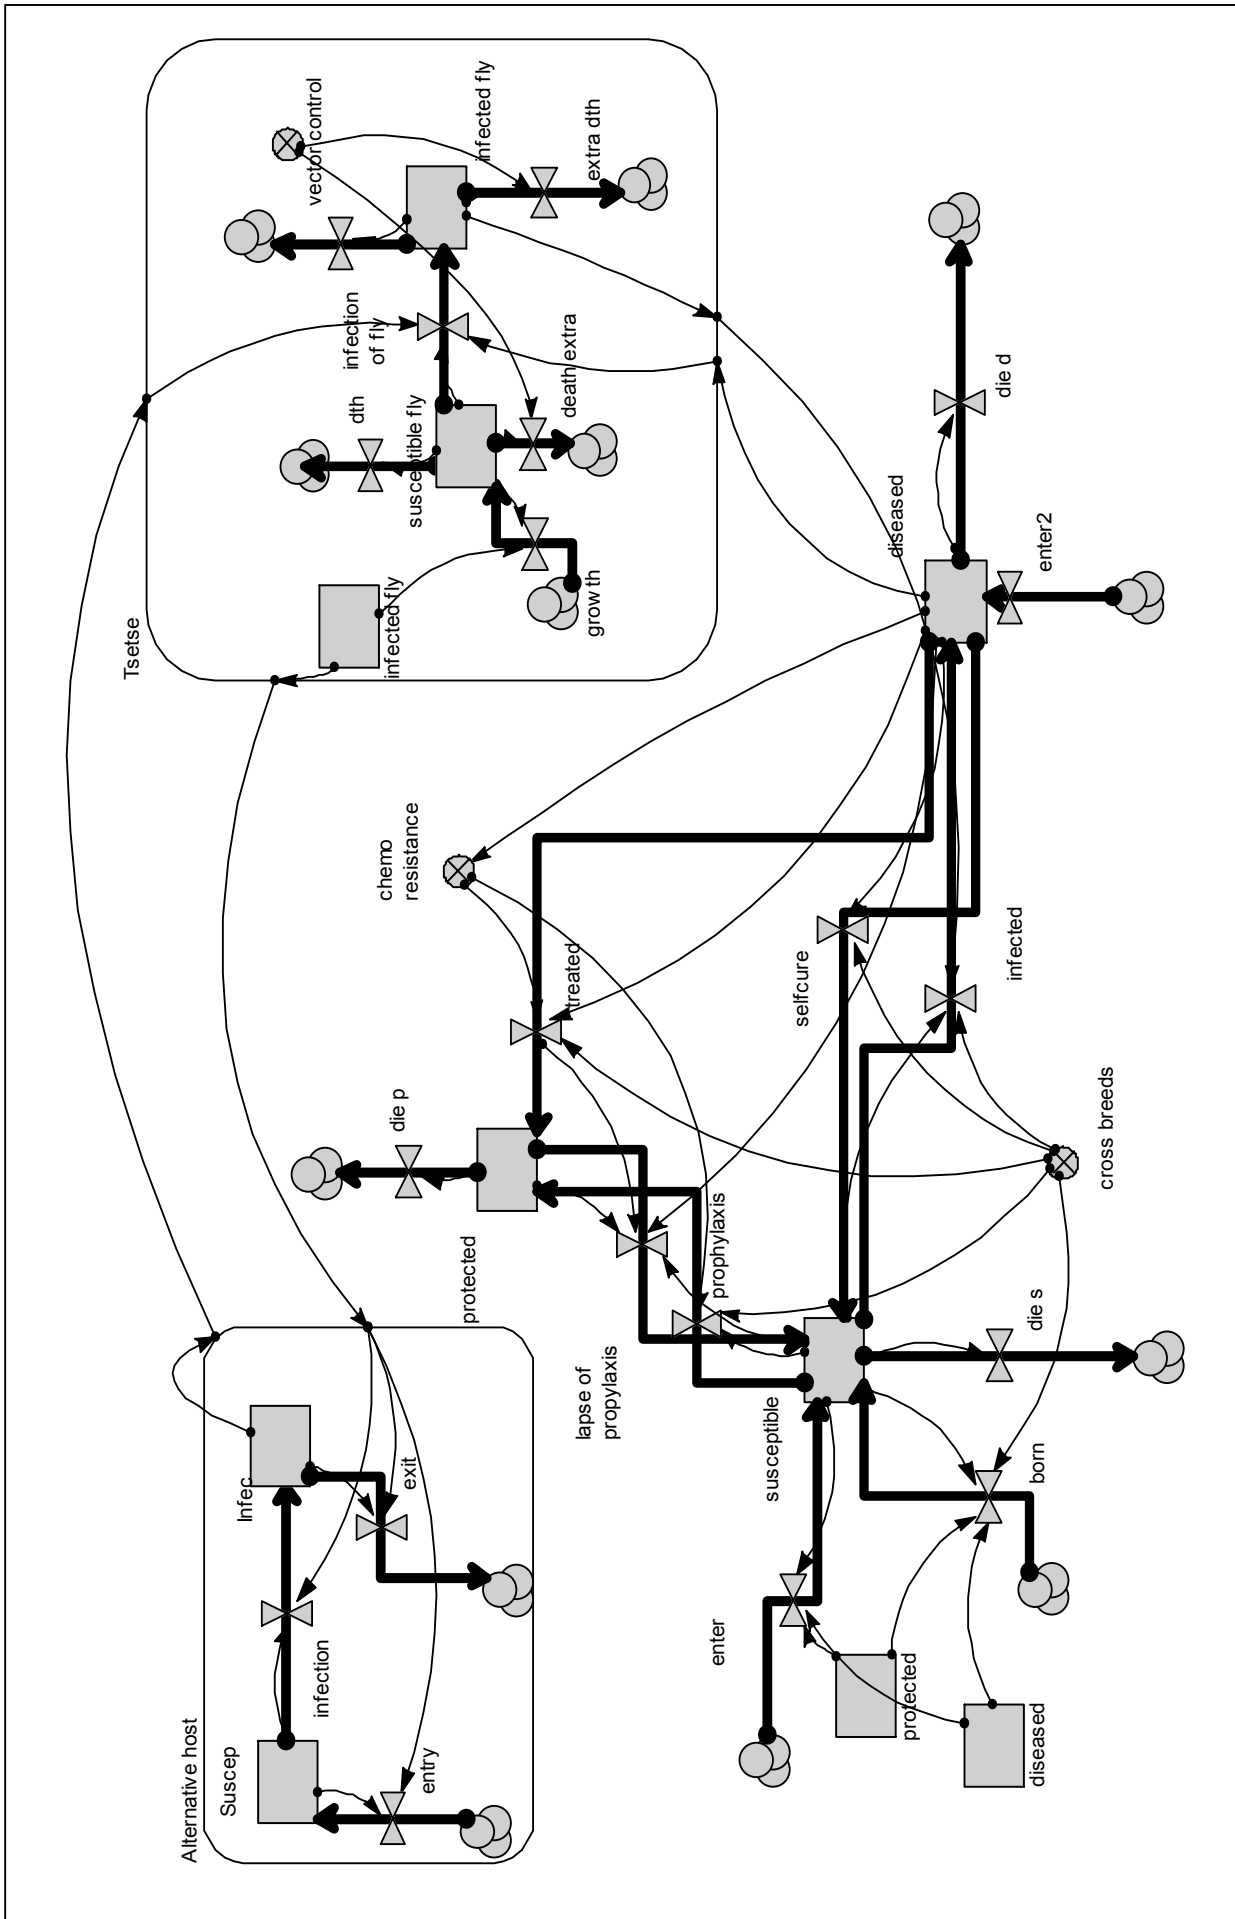 Alternative host
Suscep
entry
infection
Infec
exit
Tsetse
infected fly
growth
susceptible fly
dth
death extra
infection
of fly
vector control
infected fly
extra dth
chemo
resistance
treated
die p
protected
lapse of
propylaxis
prophylaxis
selfcure
infected
diseased
enter2
die d
cross breeds
susceptible
die s
born
enter
protected
diseased